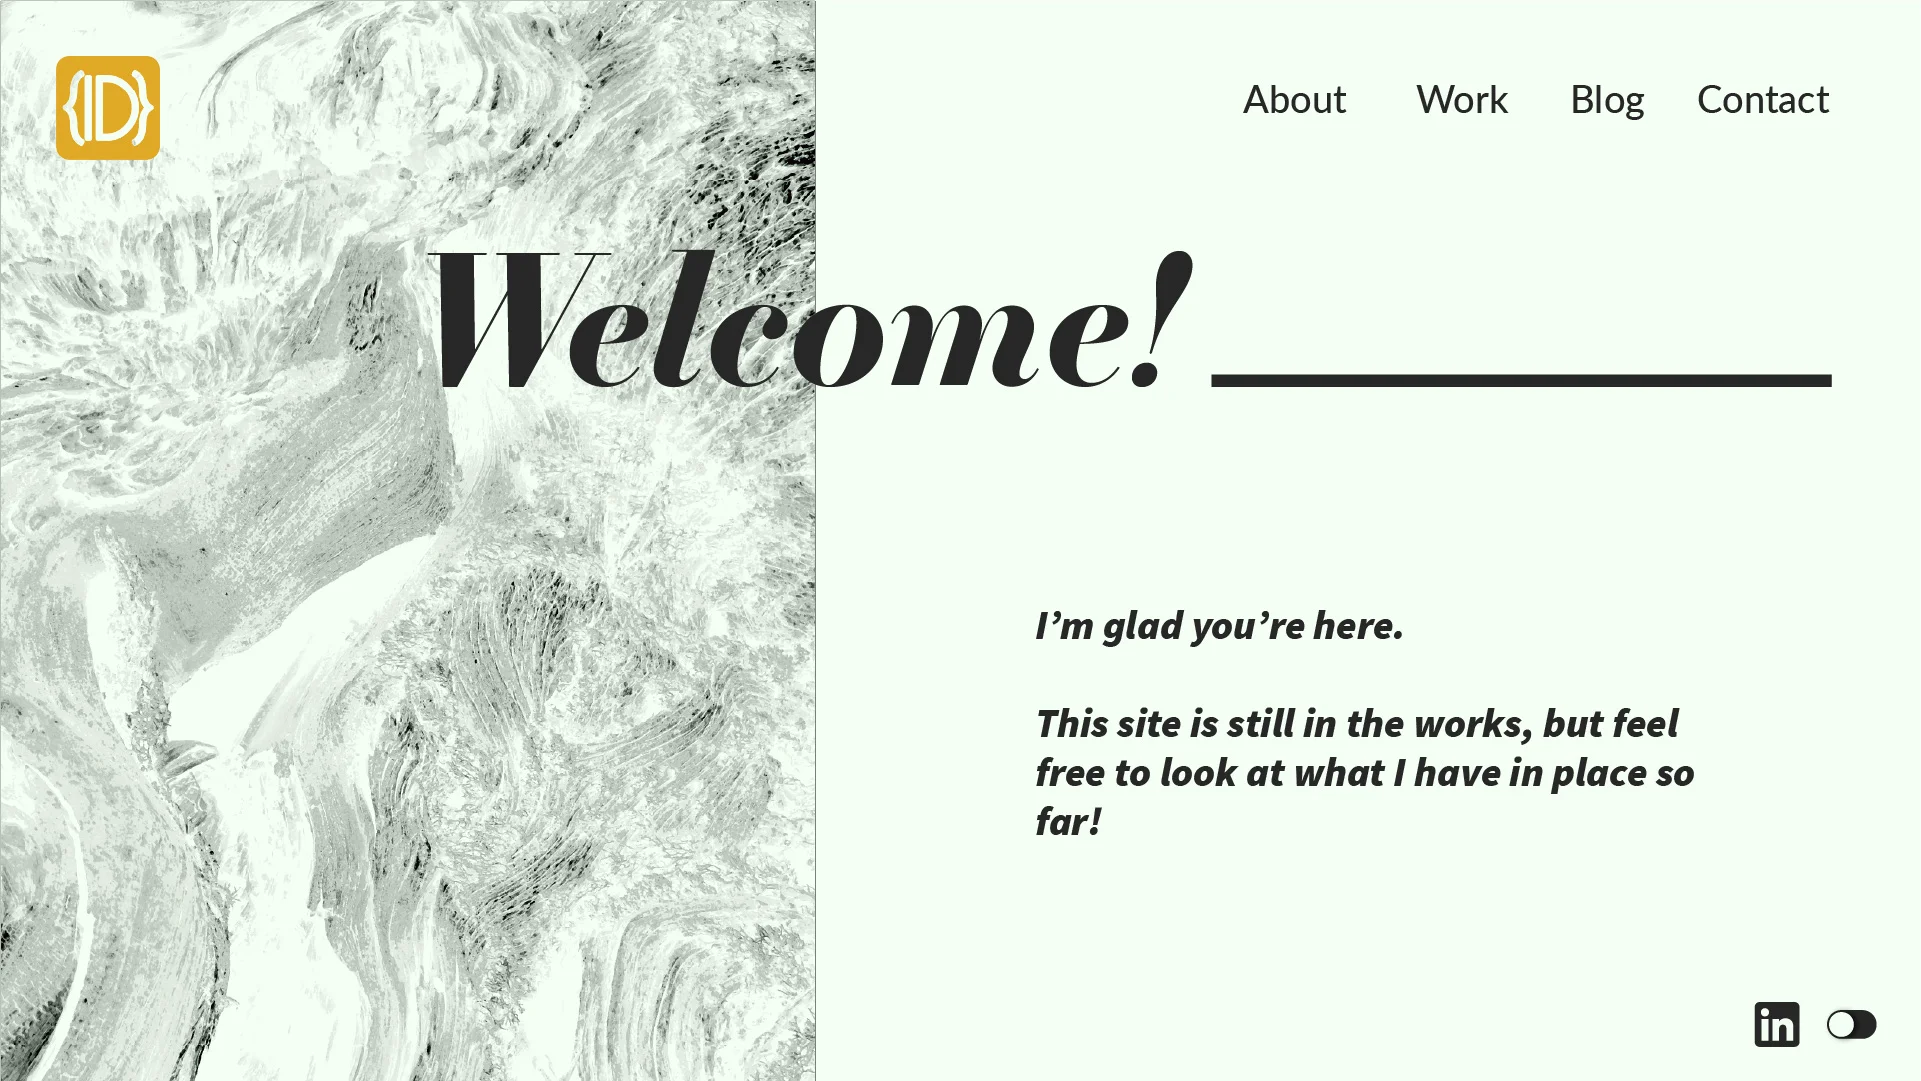 {ID}
About Work Blog Contact
Welcome!
I’m glad you’re here.
This site is still in the works, but feel
free to look at what I have in place so
far!
in